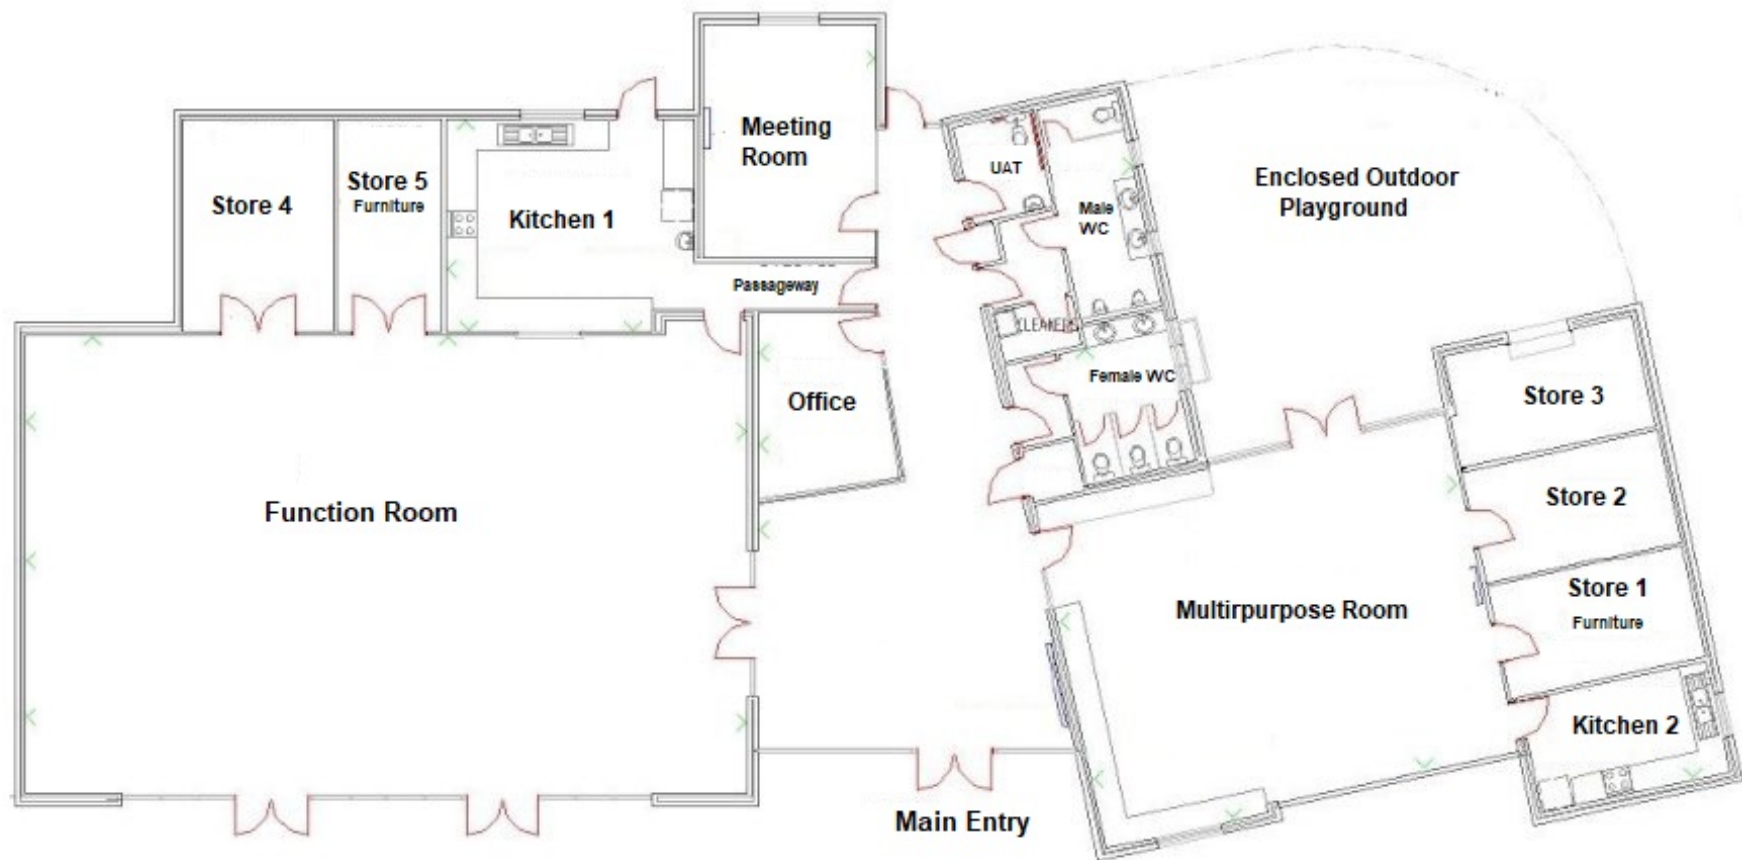 Meeting
Room
Store 4
Store 5
Furniture
Kitchen 1
Passageway
UAT
Male
WC
Enclosed Outdoor
Playground
Female WC
Office
Store 3
Store 2
Store 1
Furniture
Function Room
Multirpurpose Room
Kitchen 2
Main Entry